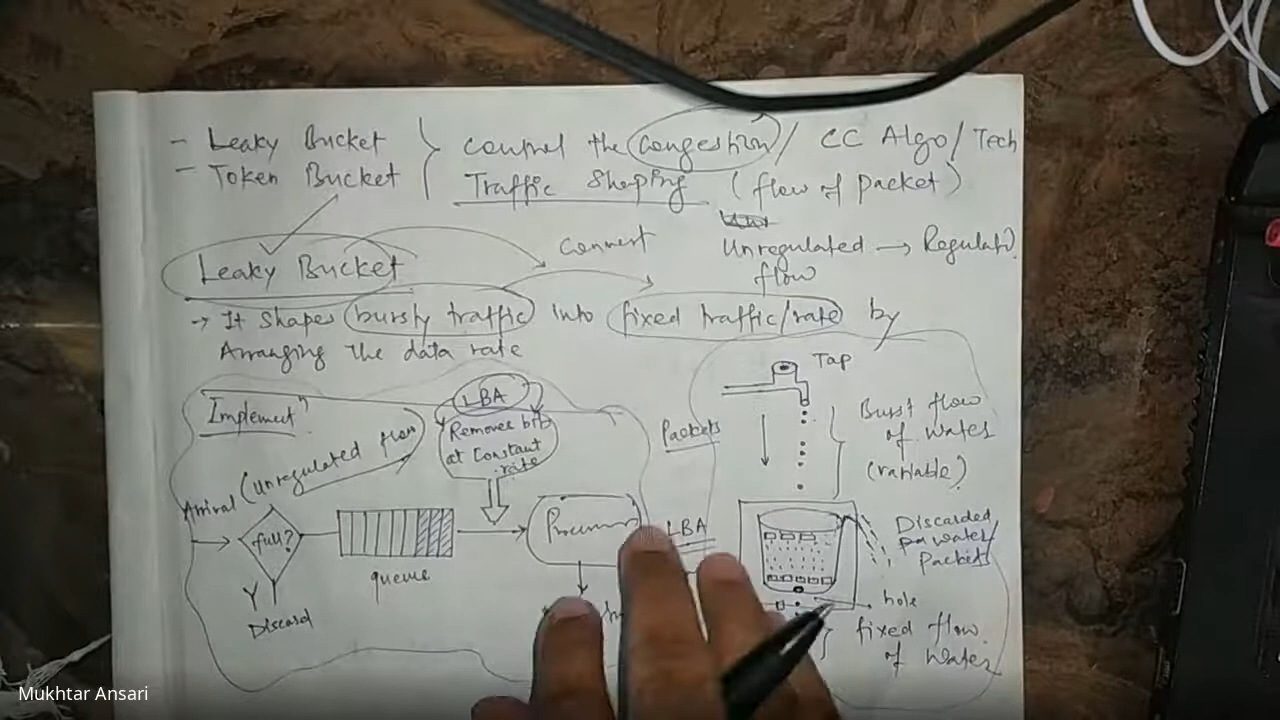 - Leaky Bucket
- Token Bucket
control the congestion / CC Algo / Tech
Traffic Shaping (flow of packet)
Leaky Bucket
Convert
Unregulated → Regulati
flow
→ It shapes bursty traffic into fixed traffic/rate by
Arranging the data rate
Implement
LBA
Removes bits
at constant
rate
Arrival (unregulated flow)
full?
Y
Discard
queue
Packets
LBA
Tap
Burst flow
of water
(variable)
Discarded
water/
Packets
hole
fixed flow
of water
Mukhtar Ansari